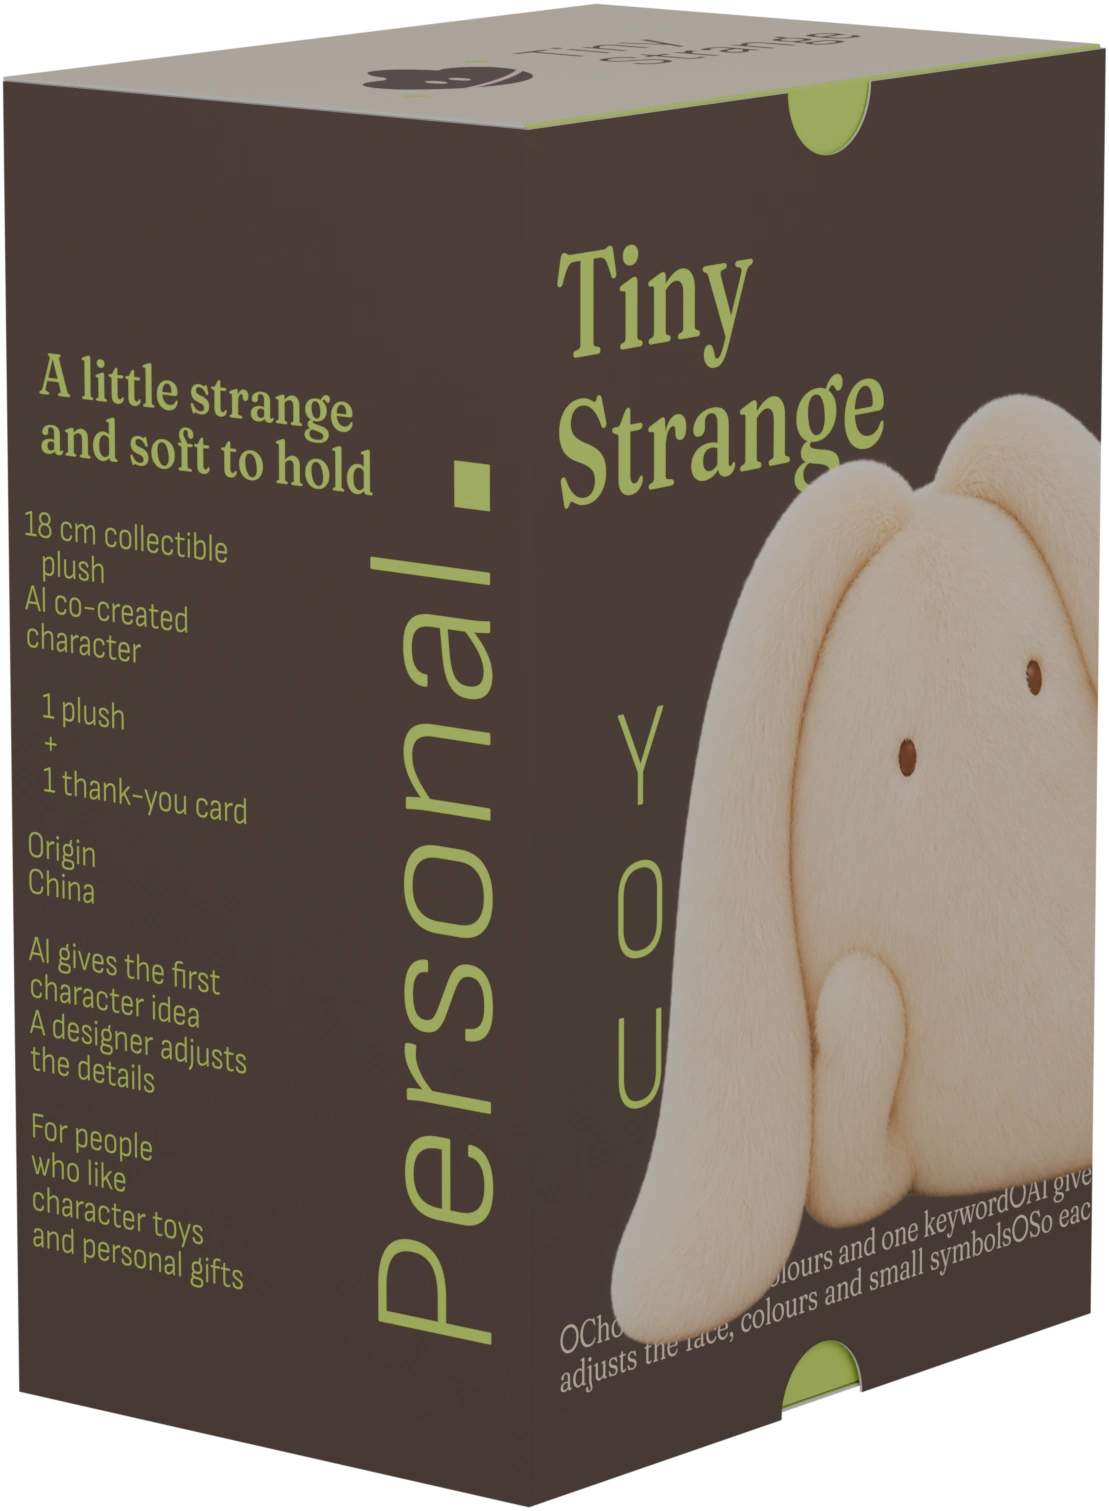 Tiny
Strange
A little strange
and soft to hold
18 cm collectible
plush
AI co-created
character
1 plush
+
1 thank-you card
Origin
China
AI gives the first
character idea
A designer adjusts
the details
For people
who like
character toys
and personal gifts
Personal.
Tiny
Strange
YOU
lours and one keywordOAI give
adjusts the face, colours and small symbolsOSo eac